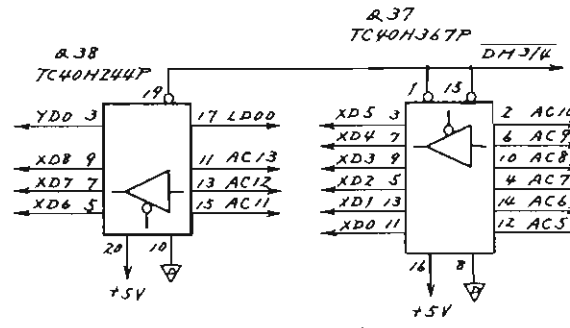 Q37
TC40H367P
Q38
TC40H244P
DM3/4
19
1 15
YD0 3 17 LD00
XD8 9 11 AC13
XD7 7 13 AC12
XD6 5 15 AC11
20 10
+5V
XD5 3 2 AC10
XD4 7 6 AC9
XD3 9 10 AC8
XD2 5 4 AC7
XD1 13 14 AC6
XD0 11 12 AC5
16 8
+5V